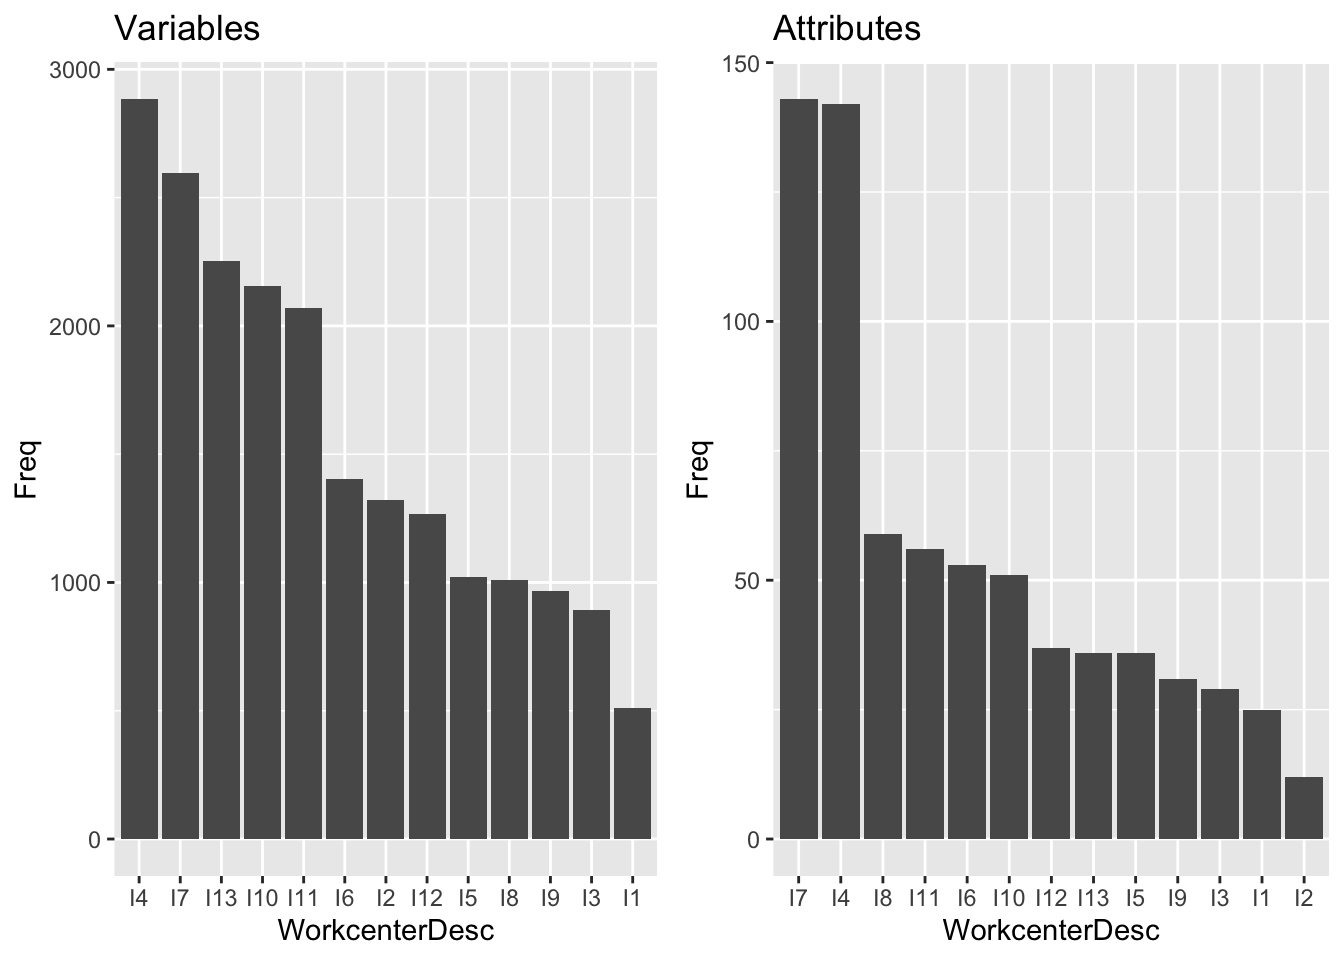 Variables
3000
2000
1000
0
Freq
I4 I7 I13 I10 I11 I6 I2 I12 I5 I8 I9 I3 I1
WorkcenterDesc
Attributes
150
100
50
0
Freq
I7 I4 I8 I11 I6 I10 I12 I13 I5 I9 I3 I1 I2
WorkcenterDesc